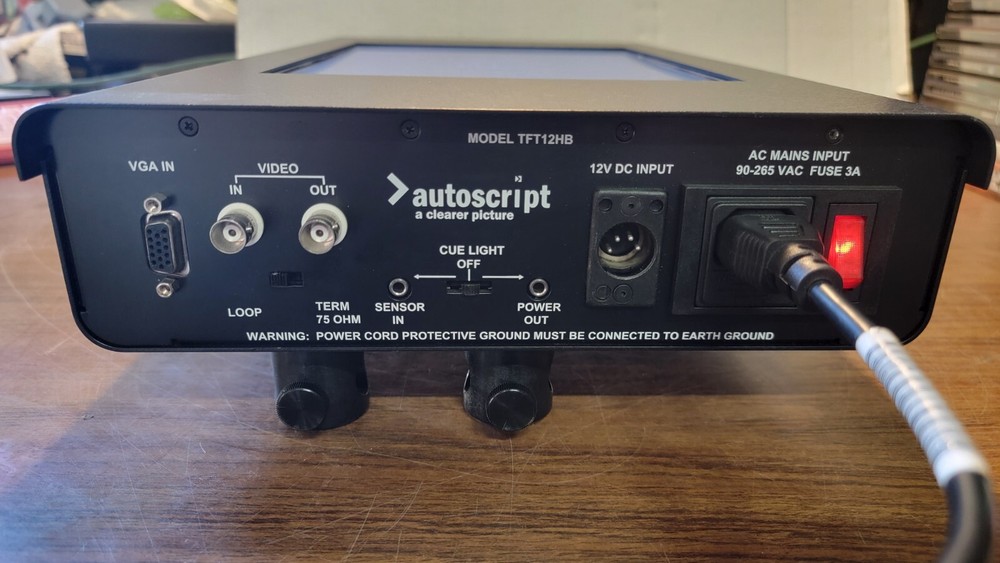 MODEL TFT12HB
VGA IN
VIDEO
IN
OUT
autoscript
a clearer picture
12V DC INPUT
AC MAINS INPUT
90-265 VAC FUSE 3A
CUE LIGHT
OFF
LOOP
TERM
75 OHM
SENSOR
IN
POWER
OUT
WARNING: POWER CORD PROTECTIVE GROUND MUST BE CONNECTED TO EARTH GROUND